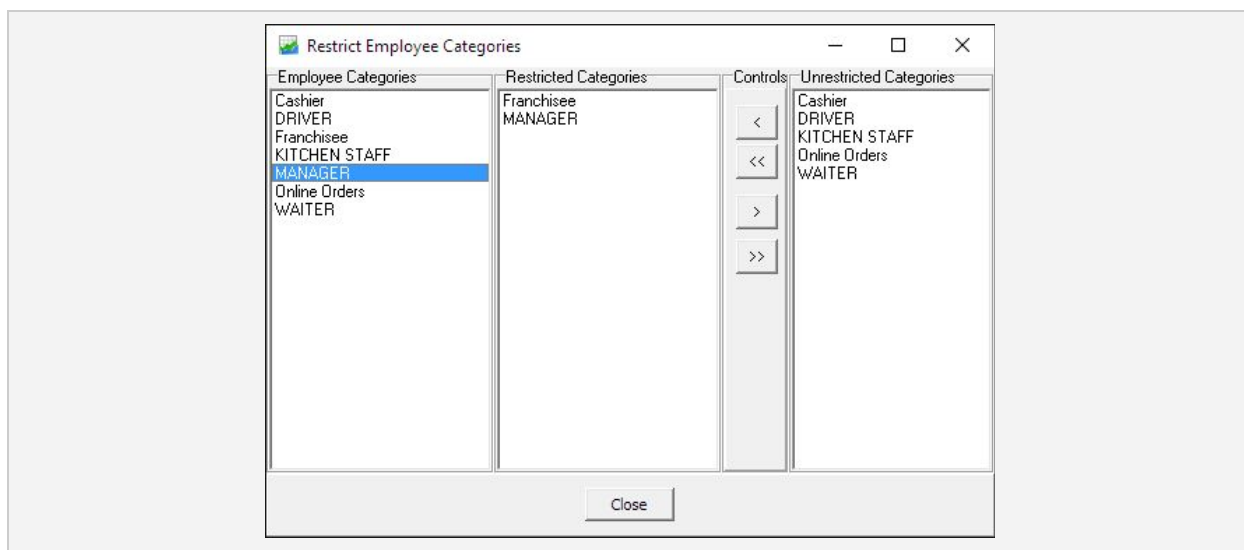 Restrict Employee Categories
Employee Categories
Cashier
DRIVER
Franchisee
KITCHEN STAFF
MANAGER
Online Orders
WAITER
Restricted Categories
Franchisee
MANAGER
Controls
<
<<
>
>>
Unrestricted Categories
Cashier
DRIVER
KITCHEN STAFF
Online Orders
WAITER
Close